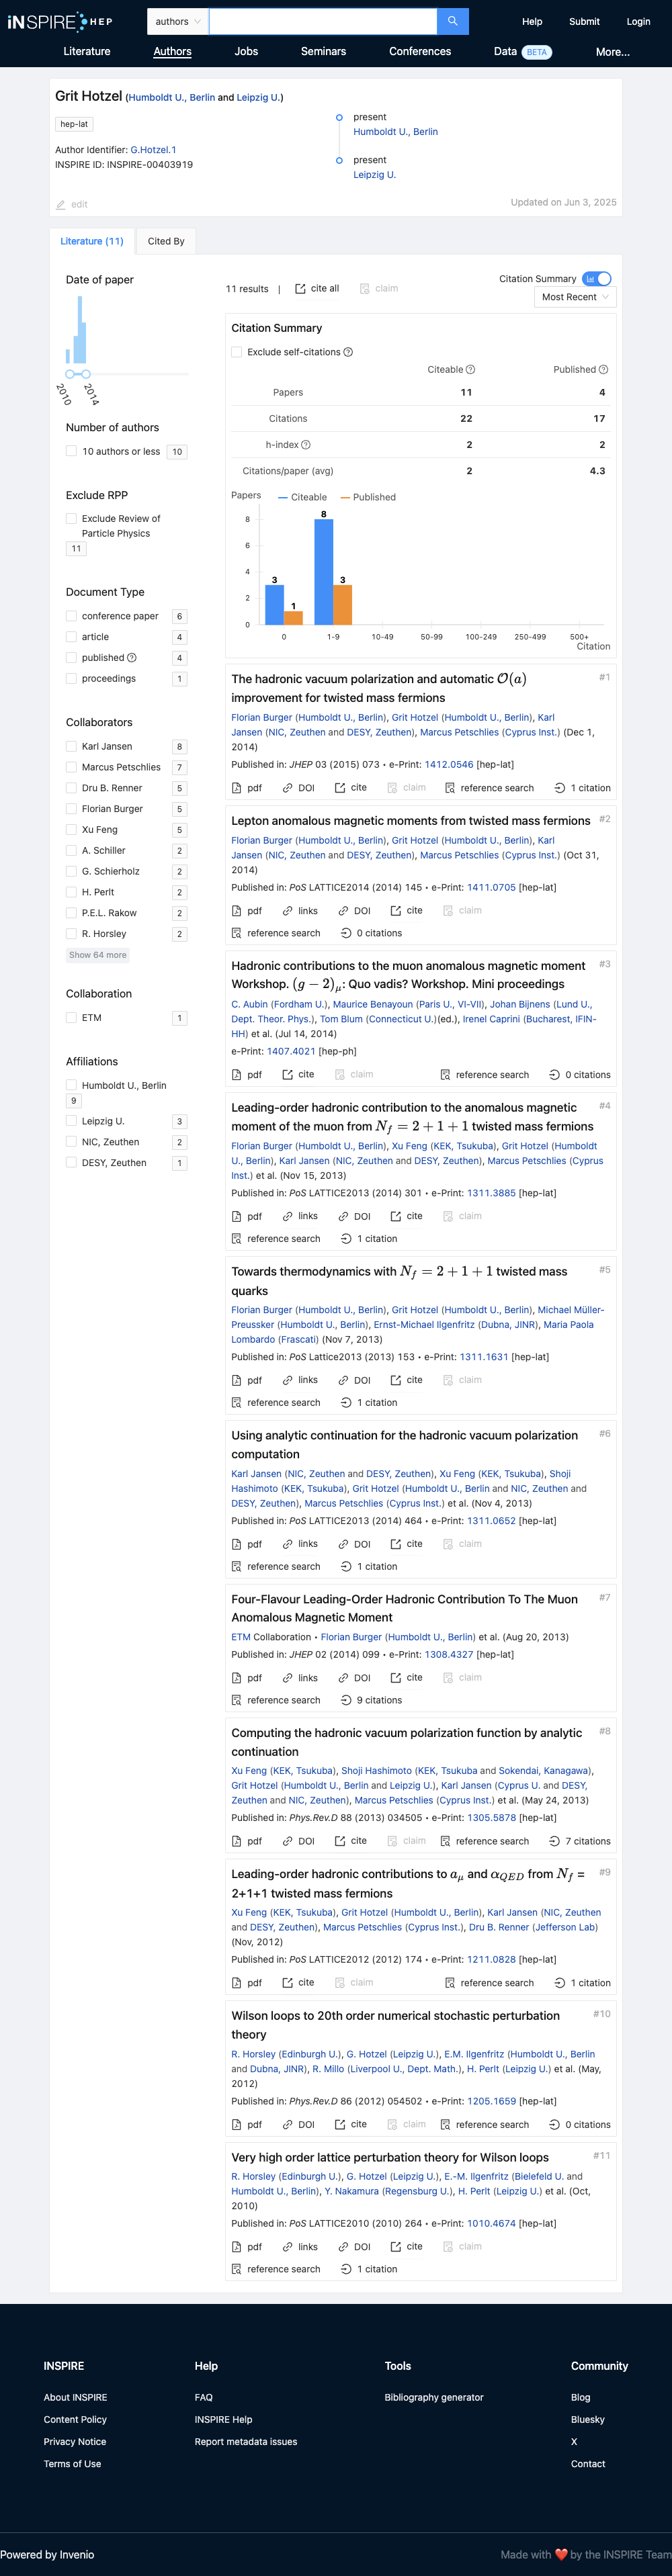 iNSPIRE HEP
authors
Help
Submit
Login
Literature
Authors
Jobs
Seminars
Conferences
Data BETA
More...
Grit Hotzel (Humboldt U., Berlin and Leipzig U.)
hep-lat
Author Identifier: G.Hotzel.1
INSPIRE ID: INSPIRE-00403919
present
Humboldt U., Berlin
present
Leipzig U.
edit
Updated on Jun 3, 2025
Literature (11)
Cited By
Date of paper
2010
2014
Number of authors
10 authors or less 10
Exclude RPP
Exclude Review of
Particle Physics
11
Document Type
conference paper 6
article 4
published 4
proceedings 1
Collaborators
Karl Jansen 8
Marcus Petschlies 7
Dru B. Renner 5
Florian Burger 5
Xu Feng 5
A. Schiller 2
G. Schierholz 2
H. Perlt 2
P.E.L. Rakow 2
R. Horsley 2
Show 64 more
Collaboration
ETM 1
Affiliations
Humboldt U., Berlin
9
Leipzig U. 3
NIC, Zeuthen 2
DESY, Zeuthen 1
11 results | cite all claim
Citation Summary
Most Recent
Citation Summary
Exclude self-citations
Citeable Published
Papers 11 4
Citations 22 17
h-index 2 2
Citations/paper (avg) 2 4.3
Papers
Citeable Published
8
6
4
2
0
3
1
8
3
0 1-9 10-49 50-99 100-249 250-499 500+
Citation
The hadronic vacuum polarization and automatic O(a) #1
improvement for twisted mass fermions
Florian Burger (Humboldt U., Berlin), Grit Hotzel (Humboldt U., Berlin), Karl
Jansen (NIC, Zeuthen and DESY, Zeuthen), Marcus Petschlies (Cyprus Inst.) (Dec 1,
2014)
Published in: JHEP 03 (2015) 073 • e-Print: 1412.0546 [hep-lat]
pdf DOI cite claim reference search 1 citation
Lepton anomalous magnetic moments from twisted mass fermions #2
Florian Burger (Humboldt U., Berlin), Grit Hotzel (Humboldt U., Berlin), Karl
Jansen (NIC, Zeuthen and DESY, Zeuthen), Marcus Petschlies (Cyprus Inst.) (Oct 31,
2014)
Published in: PoS LATTICE2014 (2014) 145 • e-Print: 1411.0705 [hep-lat]
pdf links DOI cite claim
reference search 0 citations
Hadronic contributions to the muon anomalous magnetic moment #3
Workshop. (g − 2)μ: Quo vadis? Workshop. Mini proceedings
C. Aubin (Fordham U.), Maurice Benayoun (Paris U., VI-VII), Johan Bijnens (Lund U.,
Dept. Theor. Phys.), Tom Blum (Connecticut U.)(ed.), Irenel Caprini (Bucharest, IFIN-
HH) et al. (Jul 14, 2014)
e-Print: 1407.4021 [hep-ph]
pdf cite claim reference search 0 citations
Leading-order hadronic contribution to the anomalous magnetic #4
moment of the muon from Nf = 2 + 1 + 1 twisted mass fermions
Florian Burger (Humboldt U., Berlin), Xu Feng (KEK, Tsukuba), Grit Hotzel (Humboldt
U., Berlin), Karl Jansen (NIC, Zeuthen and DESY, Zeuthen), Marcus Petschlies (Cyprus
Inst.) et al. (Nov 15, 2013)
Published in: PoS LATTICE2013 (2014) 301 • e-Print: 1311.3885 [hep-lat]
pdf links DOI cite claim
reference search 1 citation
Towards thermodynamics with Nf = 2 + 1 + 1 twisted mass #5
quarks
Florian Burger (Humboldt U., Berlin), Grit Hotzel (Humboldt U., Berlin), Michael Müller-
Preussker (Humboldt U., Berlin), Ernst-Michael Ilgenfritz (Dubna, JINR), Maria Paola
Lombardo (Frascati) (Nov 7, 2013)
Published in: PoS Lattice2013 (2013) 153 • e-Print: 1311.1631 [hep-lat]
pdf links DOI cite claim
reference search 1 citation
Using analytic continuation for the hadronic vacuum polarization #6
computation
Karl Jansen (NIC, Zeuthen and DESY, Zeuthen), Xu Feng (KEK, Tsukuba), Shoji
Hashimoto (KEK, Tsukuba), Grit Hotzel (Humboldt U., Berlin and NIC, Zeuthen and
DESY, Zeuthen), Marcus Petschlies (Cyprus Inst.) et al. (Nov 4, 2013)
Published in: PoS LATTICE2013 (2014) 464 • e-Print: 1311.0652 [hep-lat]
pdf links DOI cite claim
reference search 1 citation
Four-Flavour Leading-Order Hadronic Contribution To The Muon #7
Anomalous Magnetic Moment
ETM Collaboration • Florian Burger (Humboldt U., Berlin) et al. (Aug 20, 2013)
Published in: JHEP 02 (2014) 099 • e-Print: 1308.4327 [hep-lat]
pdf links DOI cite claim
reference search 9 citations
Computing the hadronic vacuum polarization function by analytic #8
continuation
Xu Feng (KEK, Tsukuba), Shoji Hashimoto (KEK, Tsukuba and Sokendai, Kanagawa),
Grit Hotzel (Humboldt U., Berlin and Leipzig U.), Karl Jansen (Cyprus U. and DESY,
Zeuthen and NIC, Zeuthen), Marcus Petschlies (Cyprus Inst.) et al. (May 24, 2013)
Published in: Phys.Rev.D 88 (2013) 034505 • e-Print: 1305.5878 [hep-lat]
pdf DOI cite claim reference search 7 citations
Leading-order hadronic contributions to aμ and αQED from Nf = #9
2+1+1 twisted mass fermions
Xu Feng (KEK, Tsukuba), Grit Hotzel (Humboldt U., Berlin), Karl Jansen (NIC, Zeuthen
and DESY, Zeuthen), Marcus Petschlies (Cyprus Inst.), Dru B. Renner (Jefferson Lab)
(Nov, 2012)
Published in: PoS LATTICE2012 (2012) 174 • e-Print: 1211.0828 [hep-lat]
pdf cite claim reference search 1 citation
Wilson loops to 20th order numerical stochastic perturbation #10
theory
R. Horsley (Edinburgh U.), G. Hotzel (Leipzig U.), E.M. Ilgenfritz (Humboldt U., Berlin
and Dubna, JINR), R. Millo (Liverpool U., Dept. Math.), H. Perlt (Leipzig U.) et al. (May,
2012)
Published in: Phys.Rev.D 86 (2012) 054502 • e-Print: 1205.1659 [hep-lat]
pdf DOI cite claim reference search 0 citations
Very high order lattice perturbation theory for Wilson loops #11
R. Horsley (Edinburgh U.), G. Hotzel (Leipzig U.), E.-M. Ilgenfritz (Bielefeld U. and
Humboldt U., Berlin), Y. Nakamura (Regensburg U.), H. Perlt (Leipzig U.) et al. (Oct,
2010)
Published in: PoS LATTICE2010 (2010) 264 • e-Print: 1010.4674 [hep-lat]
pdf links DOI cite claim
reference search 1 citation
INSPIRE
About INSPIRE
Content Policy
Privacy Notice
Terms of Use
Help
FAQ
INSPIRE Help
Report metadata issues
Tools
Bibliography generator
Community
Blog
Bluesky
X
Contact
Powered by Invenio
Made with ❤️ by the INSPIRE Team